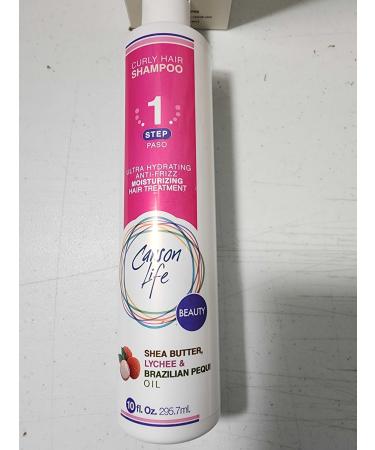 CURLY HAIR
SHAMPOO
1
STEP
PASO
ULTRA HYDRATING
ANTI-FRIZZ
MOISTURIZING
HAIR TREATMENT
Carson
Life
BEAUTY
SHEA BUTTER,
LYCHEE &
BRAZILIAN PEQUI
OIL
10 fl. Oz. 295.7ml.